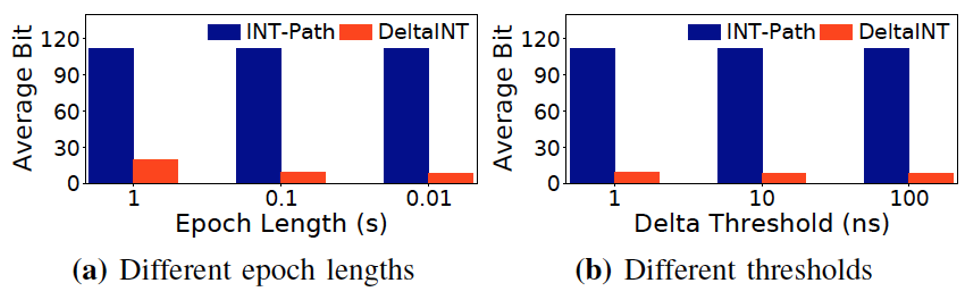 Average Bit
120
90
60
30
0
INT-Path DeltaINT
1 0.1 0.01
Epoch Length (s)
(a) Different epoch lengths
Average Bit
120
90
60
30
0
INT-Path DeltaINT
1 10 100
Delta Threshold (ns)
(b) Different thresholds